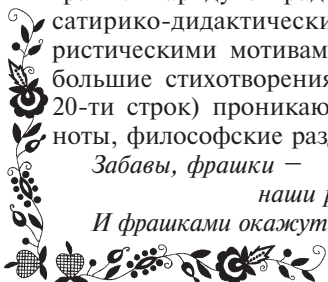 сатирико-дидактически
ристическими мотивам
большие стихотворения
20-ти строк) проникаю
ноты, философские раз
Забавы, фрашки –
наши р
И фрашками окажут